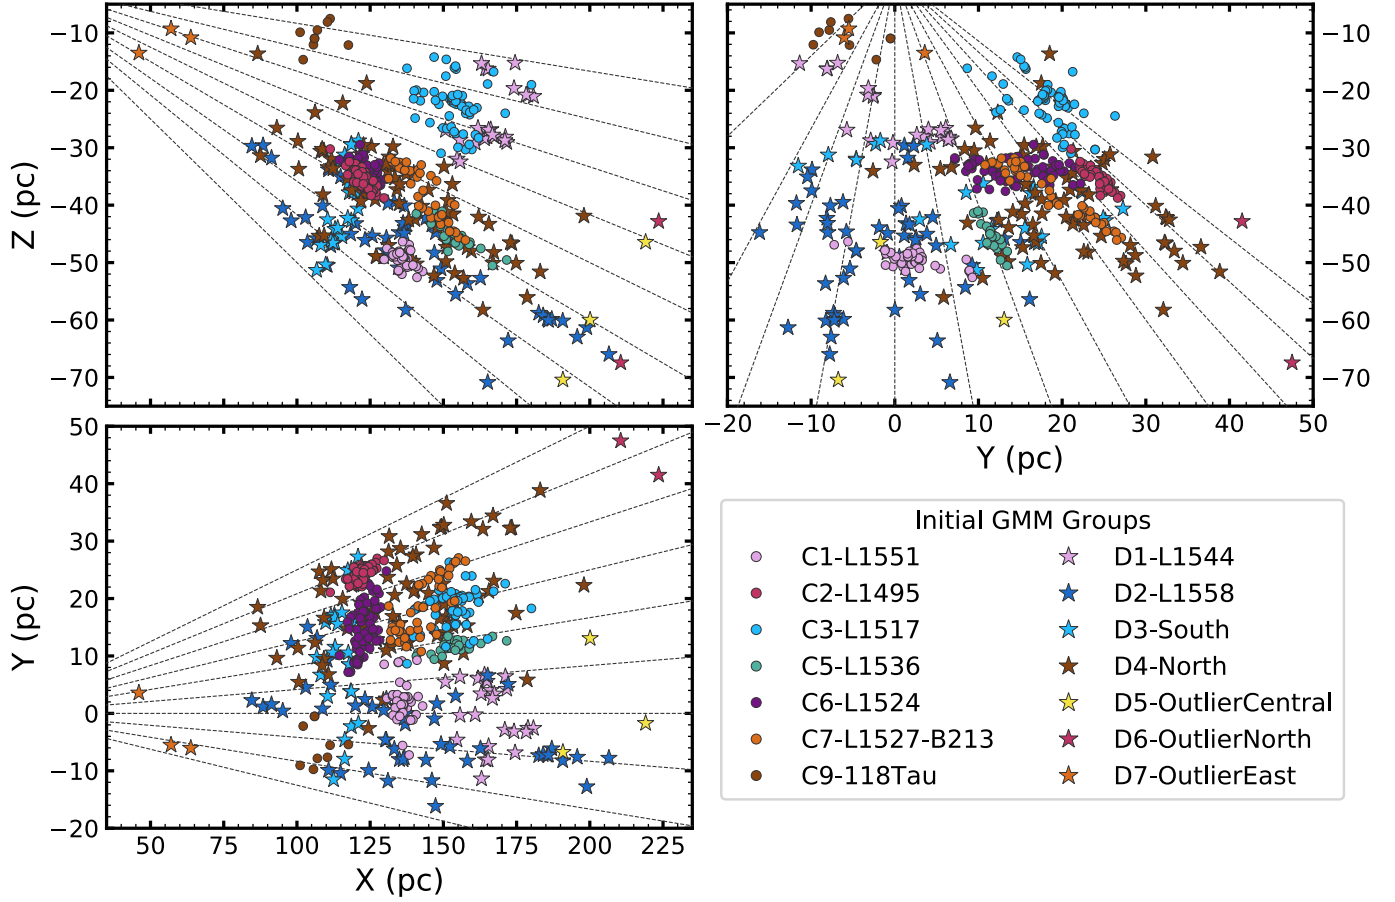 −10
−20
−30
−40
−50
−60
−70
Z (pc)
−10
−20
−30
−40
−50
−60
−70
−20 −10 0 10 20 30 40 50
Y (pc)
50
40
30
20
10
0
−10
−20
Y (pc)
50 75 100 125 150 175 200 225
X (pc)
Initial GMM Groups
C1-L1551
C2-L1495
C3-L1517
C5-L1536
C6-L1524
C7-L1527-B213
C9-118Tau
D1-L1544
D2-L1558
D3-South
D4-North
D5-OutlierCentral
D6-OutlierNorth
D7-OutlierEast